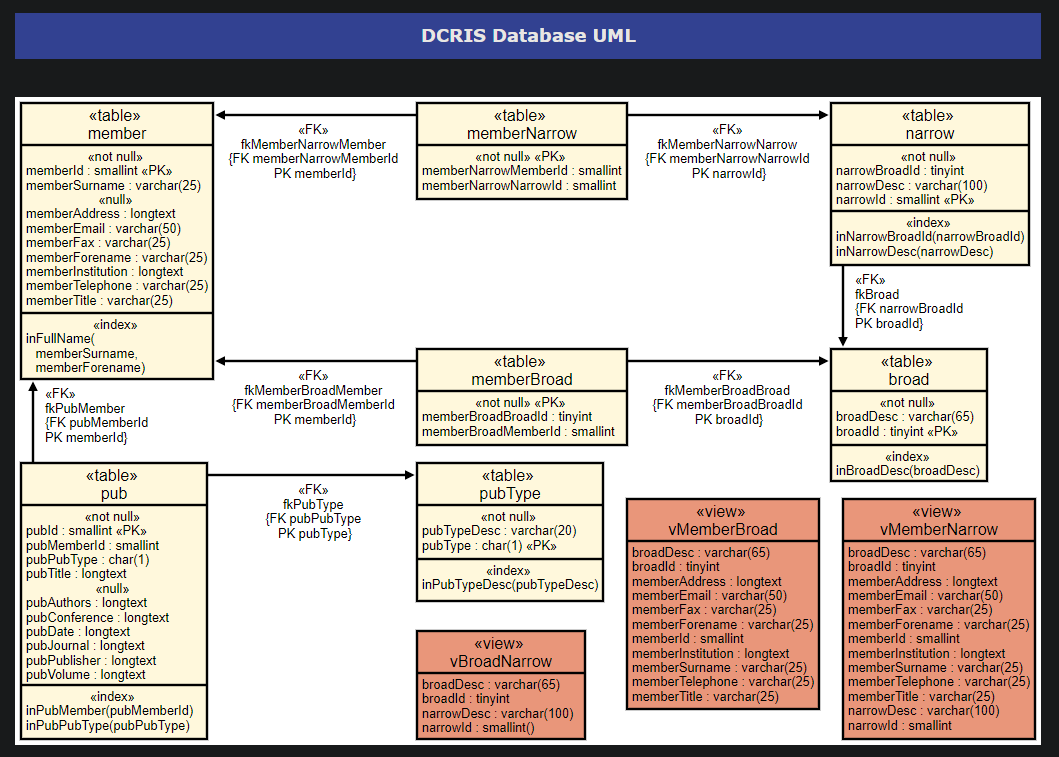 DCRIS Database UML
«table»
member
«not null»
memberId : smallint «PK»
memberSurname : varchar(25)
«null»
memberAddress : longtext
memberEmail : varchar(50)
memberFax : varchar(25)
memberForename : varchar(25)
memberInstitution : longtext
memberTelephone : varchar(25)
memberTitle : varchar(25)
«index»
inFullName(
memberSurname,
memberForename)
«FK»
fkMemberNarrowMember
{FK memberNarrowMemberId
PK memberId}
«table»
memberNarrow
«not null» «PK»
memberNarrowMemberId : smallint
memberNarrowNarrowId : smallint
«FK»
fkMemberNarrowNarrow
{FK memberNarrowNarrowId
PK narrowId}
«table»
narrow
«not null»
narrowBroadId : tinyint
narrowDesc : varchar(100)
narrowId : smallint «PK»
«index»
inNarrowBroadId(narrowBroadId)
inNarrowDesc(narrowDesc)
«FK»
fkBroad
{FK narrowBroadId
PK broadId}
«FK»
fkMemberBroadMember
{FK memberBroadMemberId
PK memberId}
«table»
memberBroad
«not null» «PK»
memberBroadBroadId : tinyint
memberBroadMemberId : smallint
«FK»
fkMemberBroadBroad
{FK memberBroadBroadId
PK broadId}
«table»
broad
«not null»
broadDesc : varchar(65)
broadId : tinyint «PK»
«index»
inBroadDesc(broadDesc)
«FK»
fkPubMember
{FK pubMemberId
PK memberId}
«table»
pub
«not null»
pubId : smallint «PK»
pubMemberId : smallint
pubPubType : char(1)
pubTitle : longtext
«null»
pubAuthors : longtext
pubConference : longtext
pubDate : longtext
pubJournal : longtext
pubPublisher : longtext
pubVolume : longtext
«index»
inPubMember(pubMemberId)
inPubPubType(pubPubType)
«FK»
fkPubType
{FK pubPubType
PK pubType}
«table»
pubType
«not null»
pubTypeDesc : varchar(20)
pubType : char(1) «PK»
«index»
inPubTypeDesc(pubTypeDesc)
«view»
vBroadNarrow
broadDesc : varchar(65)
broadId : tinyint
narrowDesc : varchar(100)
narrowId : smallint()
«view»
vMemberBroad
broadDesc : varchar(65)
broadId : tinyint
memberAddress : longtext
memberEmail : varchar(50)
memberFax : varchar(25)
memberForename : varchar(25)
memberId : smallint
memberInstitution : longtext
memberSurname : varchar(25)
memberTelephone : varchar(25)
memberTitle : varchar(25)
«view»
vMemberNarrow
broadDesc : varchar(65)
broadId : tinyint
memberAddress : longtext
memberEmail : varchar(50)
memberFax : varchar(25)
memberForename : varchar(25)
memberId : smallint
memberInstitution : longtext
memberSurname : varchar(25)
memberTelephone : varchar(25)
memberTitle : varchar(25)
narrowDesc : varchar(100)
narrowId : smallint